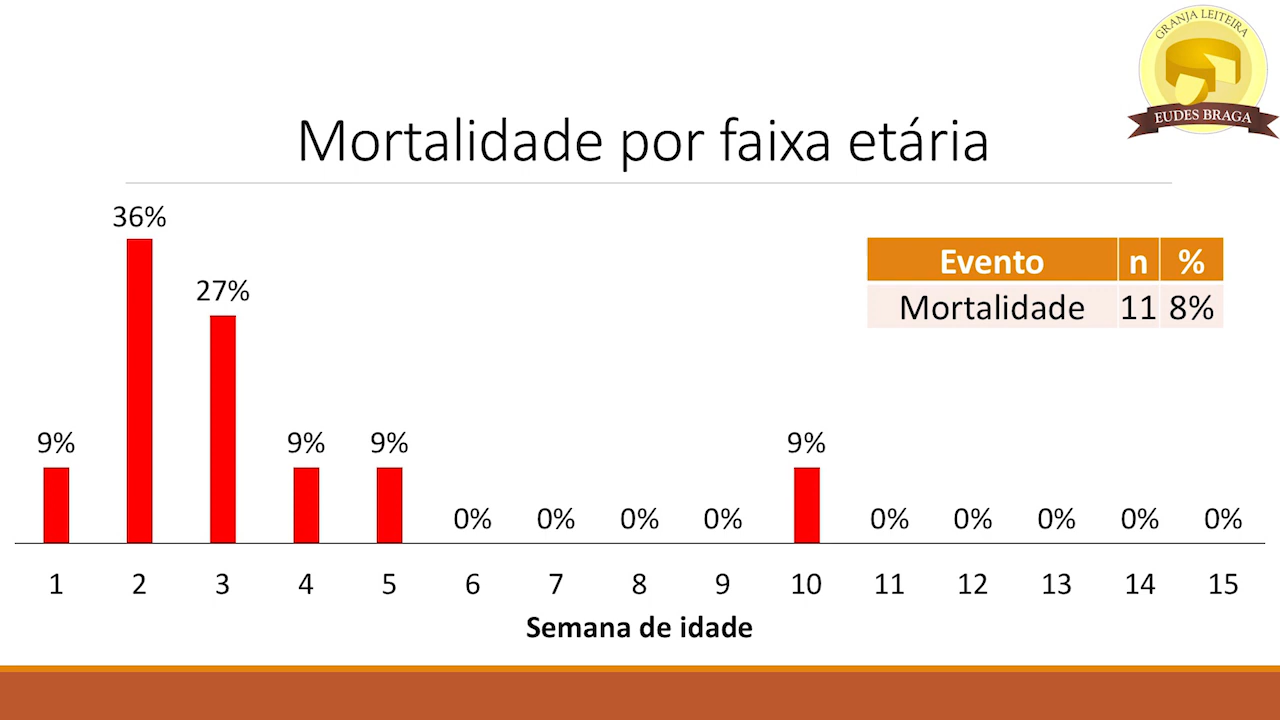 GRANJA LEITEIRA
EUDES BRAGA
Mortalidade por faixa etária
36%
27%
9%
9%
9%
0%
0%
0%
0%
9%
0%
0%
0%
0%
0%
Evento n %
Mortalidade 11 8%
1 2 3 4 5 6 7 8 9 10 11 12 13 14 15
Semana de idade